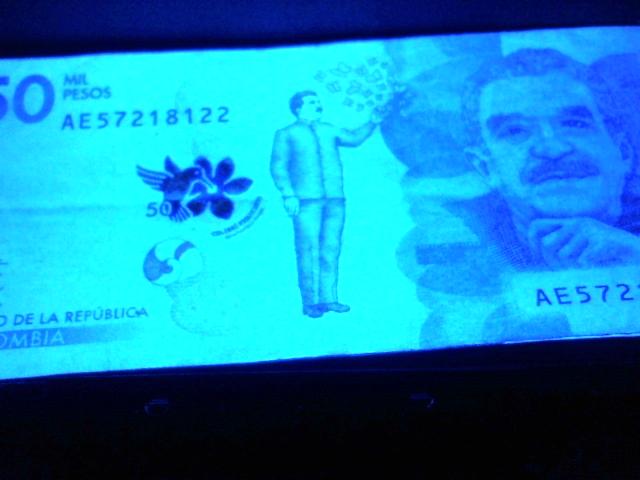 50 MIL
PESOS
AE57218122
50
O DE LA REPÚBLICA
OMBIA
AE572